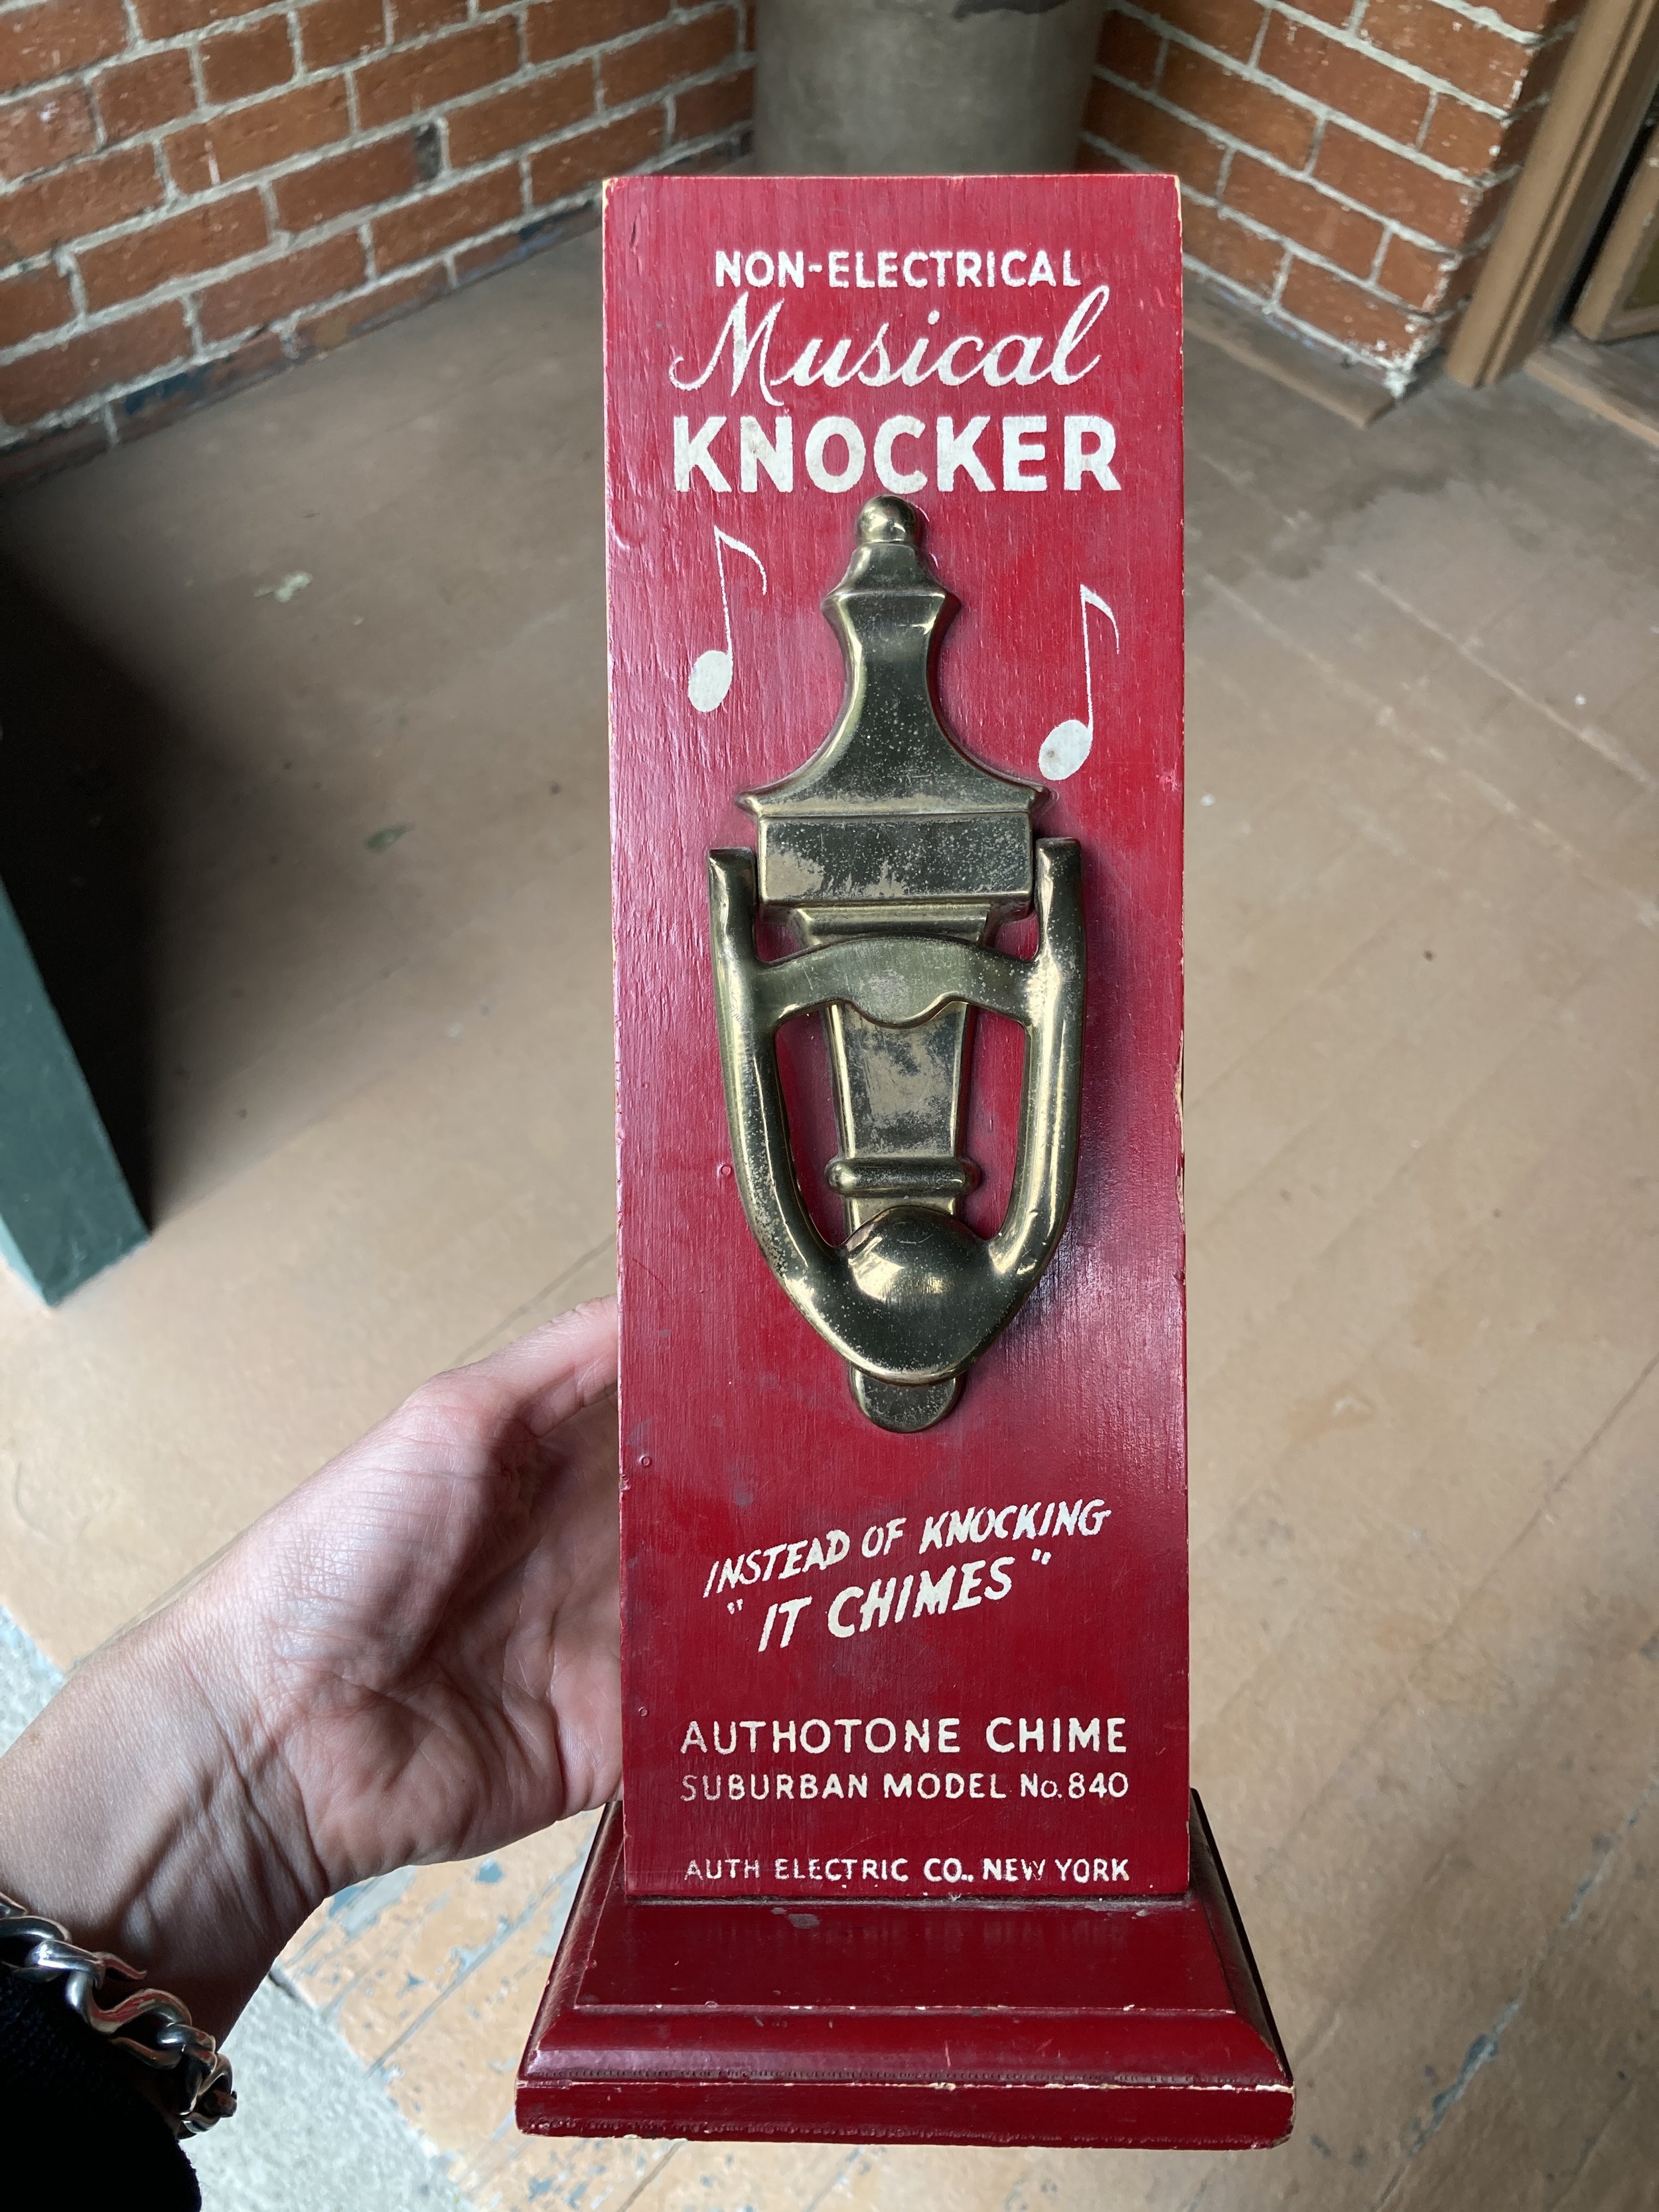 NON-ELECTRICAL
Musical
KNOCKER
INSTEAD OF KNOCKING
"IT CHIMES"
AUTHOTONE CHIME
SUBURBAN MODEL No. 840
AUTH ELECTRIC CO., NEW YORK